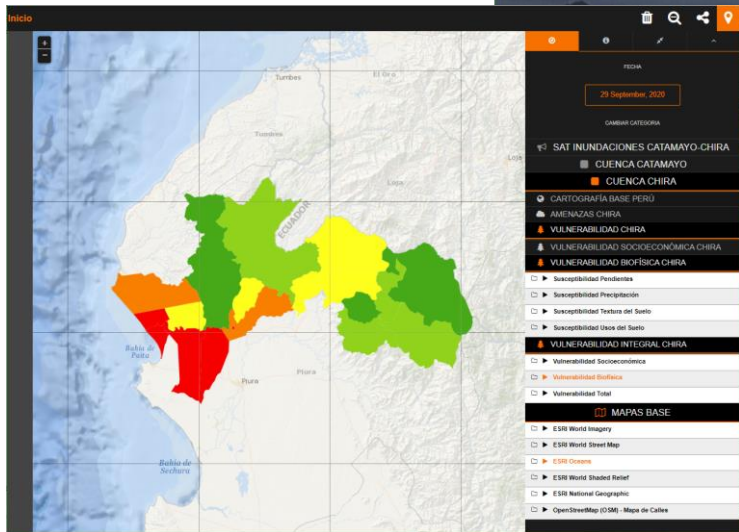 Inicio
+
−
Tumbes
El Oro
Tumbes
Loja
Loja
ECUADOR
Bahía de
Paita
Piura
Piura
Bahía de
Sechura
FECHA
29 September, 2020
CAMBIAR CATEGORIA
SAT INUNDACIONES CATAMAYO-CHIRA
CUENCA CATAMAYO
CUENCA CHIRA
CARTOGRAFÍA BASE PERÚ
AMENAZAS CHIRA
VULNERABILIDAD CHIRA
VULNERABILIDAD SOCIOECONÓMICA CHIRA
VULNERABILIDAD BIOFÍSICA CHIRA
Susceptibilidad Pendientes
Susceptibilidad Precipitación
Susceptibilidad Textura del Suelo
Susceptibilidad Usos del Suelo
VULNERABILIDAD INTEGRAL CHIRA
Vulnerabilidad Socioeconómica
Vulnerabilidad Biofísica
Vulnerabilidad Total
MAPAS BASE
ESRI World Imagery
ESRI World Street Map
ESRI Oceans
ESRI World Shaded Relief
ESRI National Geographic
OpenStreetMap (OSM) - Mapa de Calles